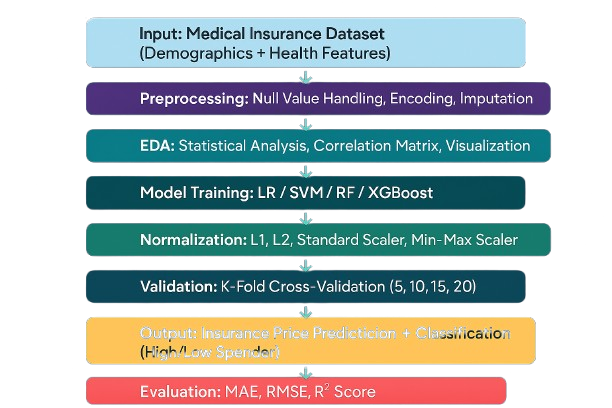 Input: Medical Insurance Dataset
(Demographics + Health Features)
Preprocessing: Null Value Handling, Encoding, Imputation
EDA: Statistical Analysis, Correlation Matrix, Visualization
Model Training: LR / SVM / RF / XGBoost
Normalization: L1, L2, Standard Scaler, Min-Max Scaler
Validation: K-Fold Cross-Validation (5, 10, 15, 20)
Output: Insurance Price Predicticion + Classification
(High/Low Spender)
Evaluation: MAE, RMSE, R² Score